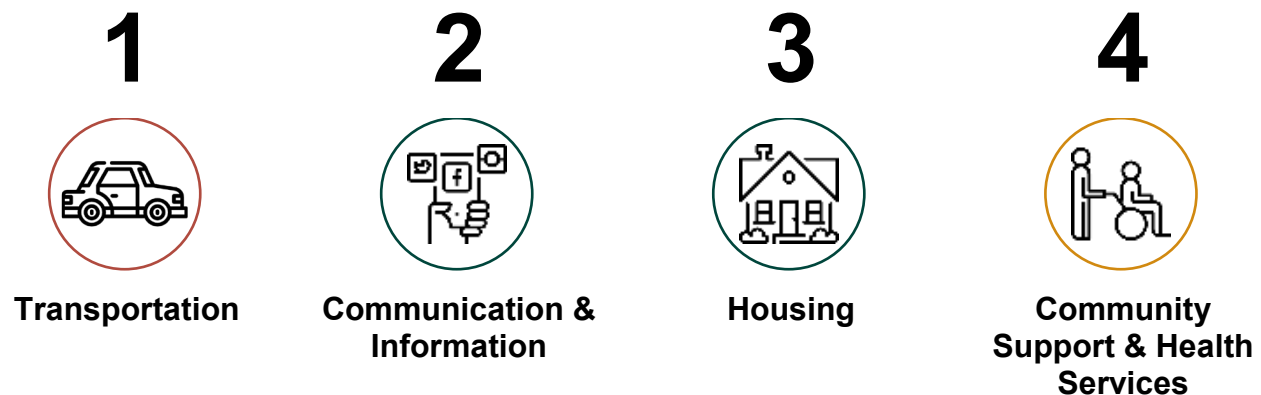 1
2
3
4
f
Transportation
Communication &
Information
Housing
Community
Support & Health
Services